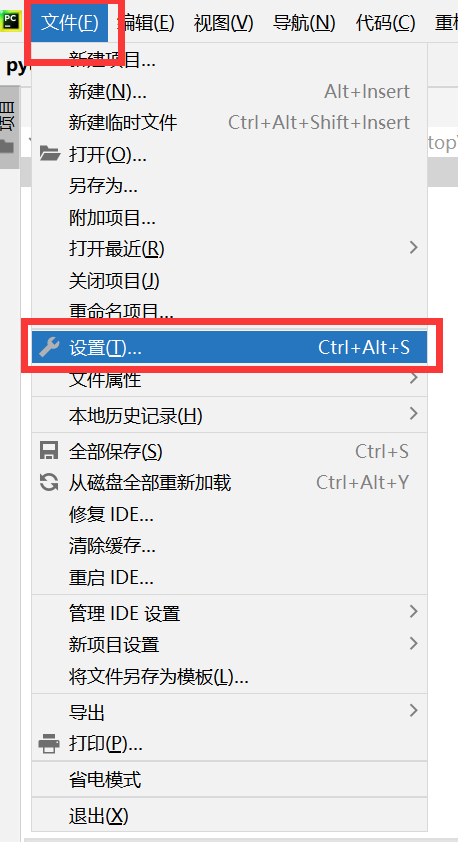 PC
文件(F) 编辑(E) 视图(V) 导航(N) 代码(C) 重
py
项目
top
新建项目...
新建(N)... Alt+Insert
新建临时文件 Ctrl+Alt+Shift+Insert
打开(O)...
另存为...
附加项目...
打开最近(R)
关闭项目(J)
重命名项目...
设置(T)... Ctrl+Alt+S
文件属性
本地历史记录(H)
全部保存(S) Ctrl+S
从磁盘全部重新加载 Ctrl+Alt+Y
修复 IDE...
清除缓存...
重启 IDE...
管理 IDE 设置
新项目设置
将文件另存为模板(L)...
导出
打印(P)...
省电模式
退出(X)